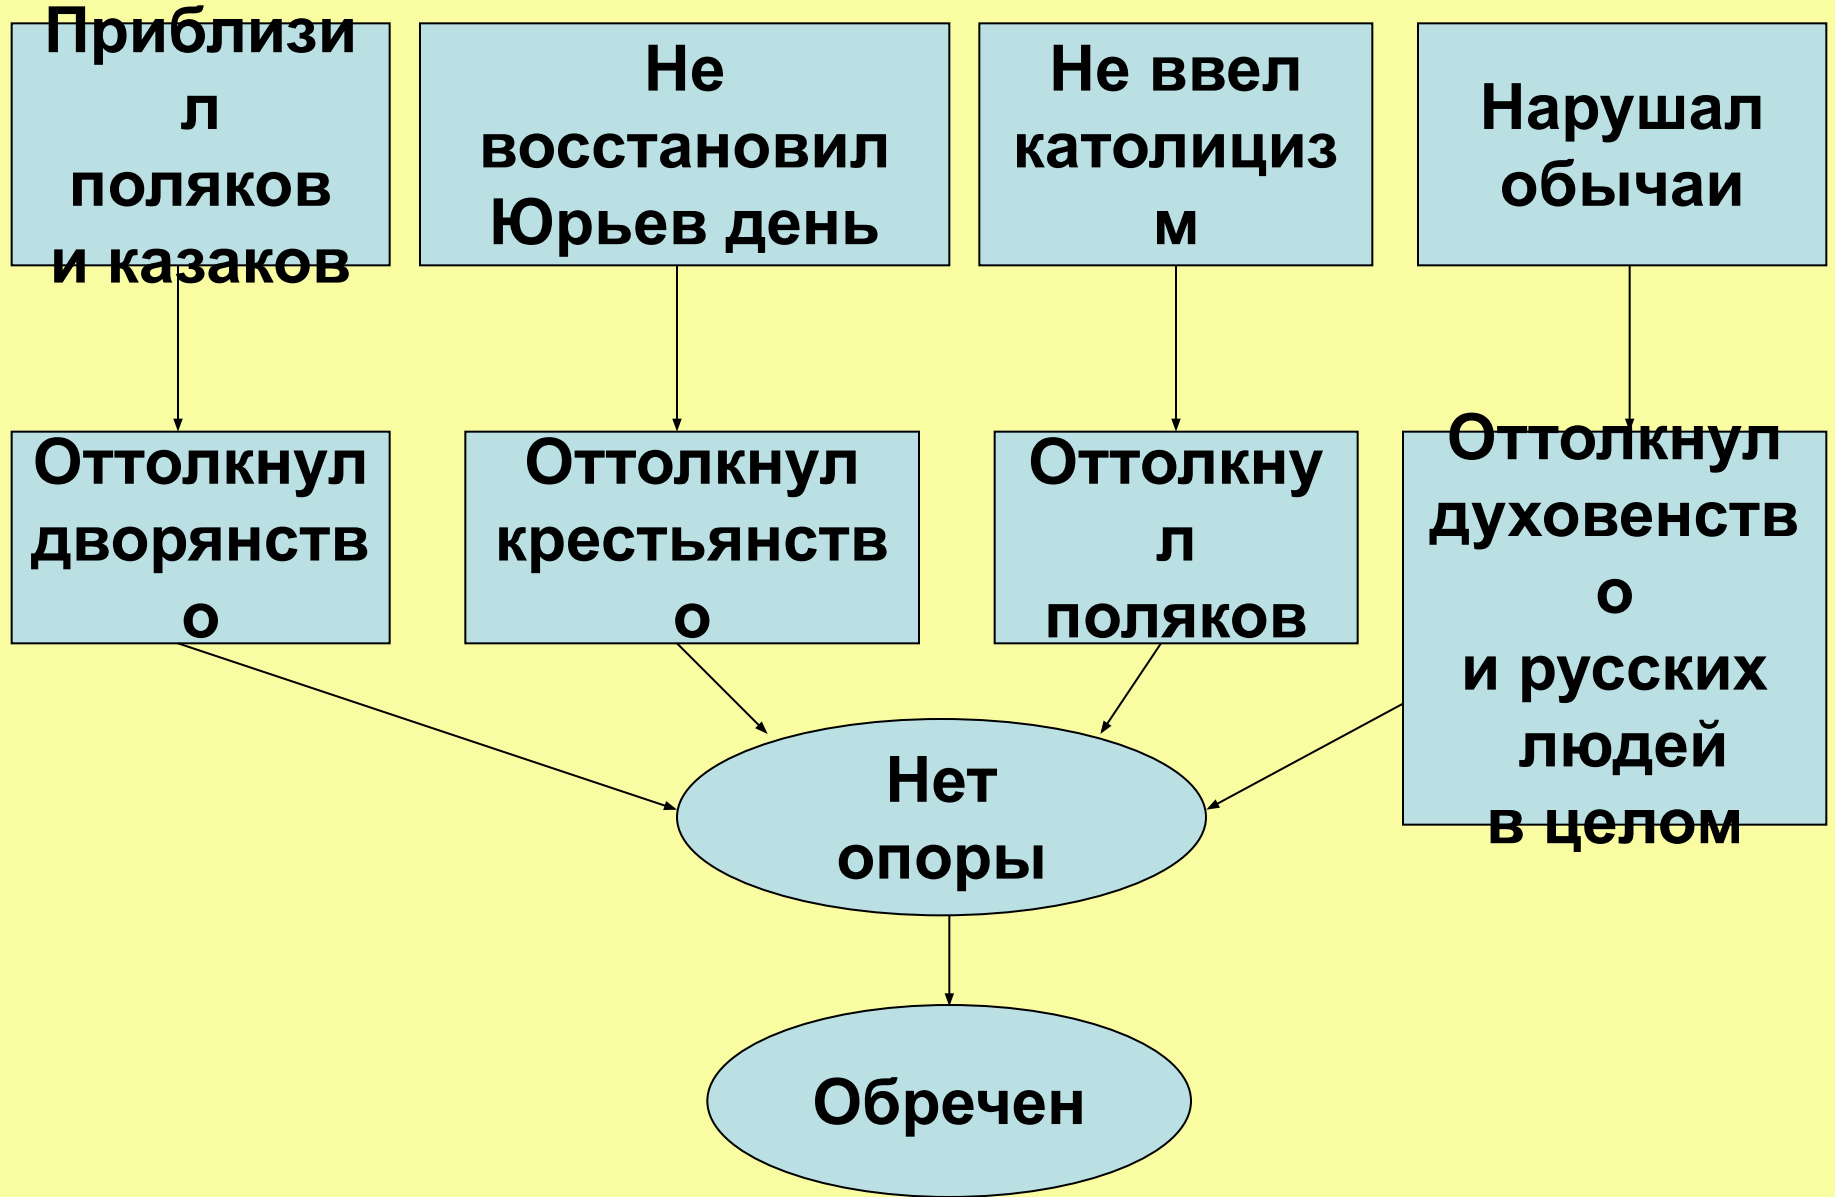 Приблизи
л
поляков
и казаков
Не
восстановил
Юрьев день
Не ввел
католициз
м
Нарушал
обычаи
Оттолкнул
дворянств
о
Оттолкнул
крестьянств
о
Оттолкну
л
поляков
Оттолкнул
духовенств
о
и русских
людей
в целом
Нет
опоры
Обречен